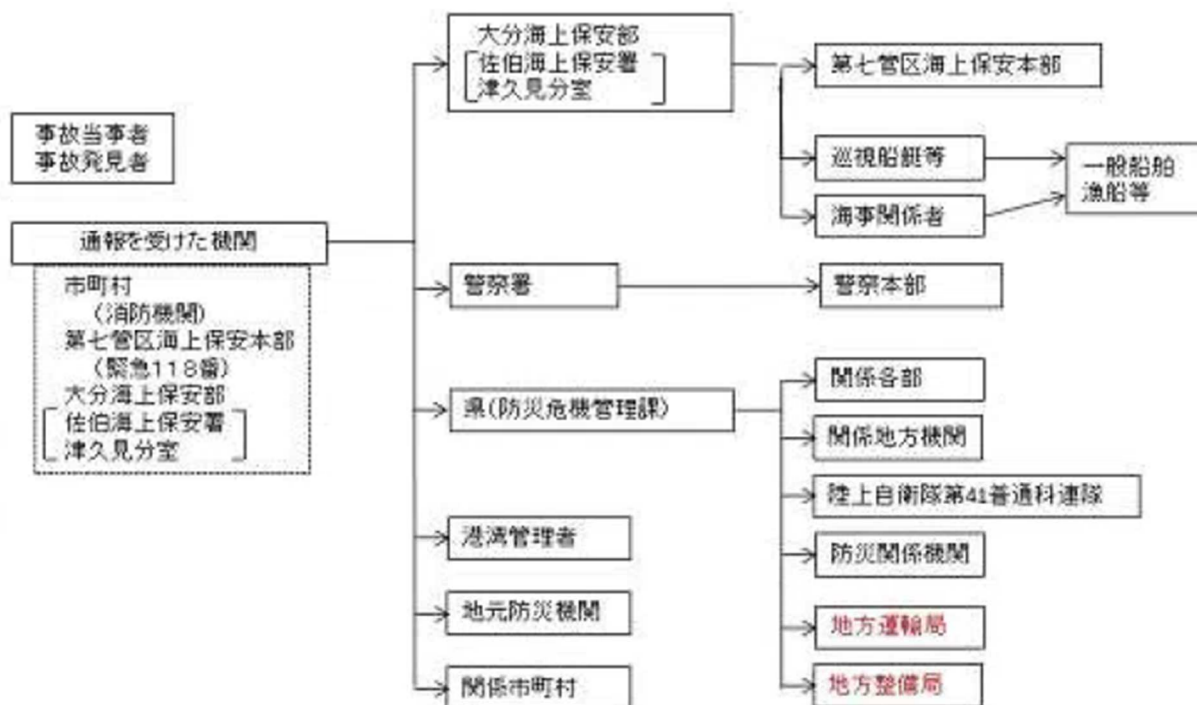 事故当事者
事故発見者
通報を受けた機関
市町村
(消防機関)
第七管区海上保安本部
(緊急118番)
大分海上保安部
佐伯海上保安署
津久見分室
大分海上保安部
佐伯海上保安署
津久見分室
第七管区海上保安本部
巡視船艇等
海事関係者
一般船舶
漁船等
警察署
警察本部
県(防災危機管理課)
関係各部
関係地方機関
陸上自衛隊第41普通科連隊
防災関係機関
地方運輸局
地方整備局
港湾管理者
地元防災機関
関係市町村